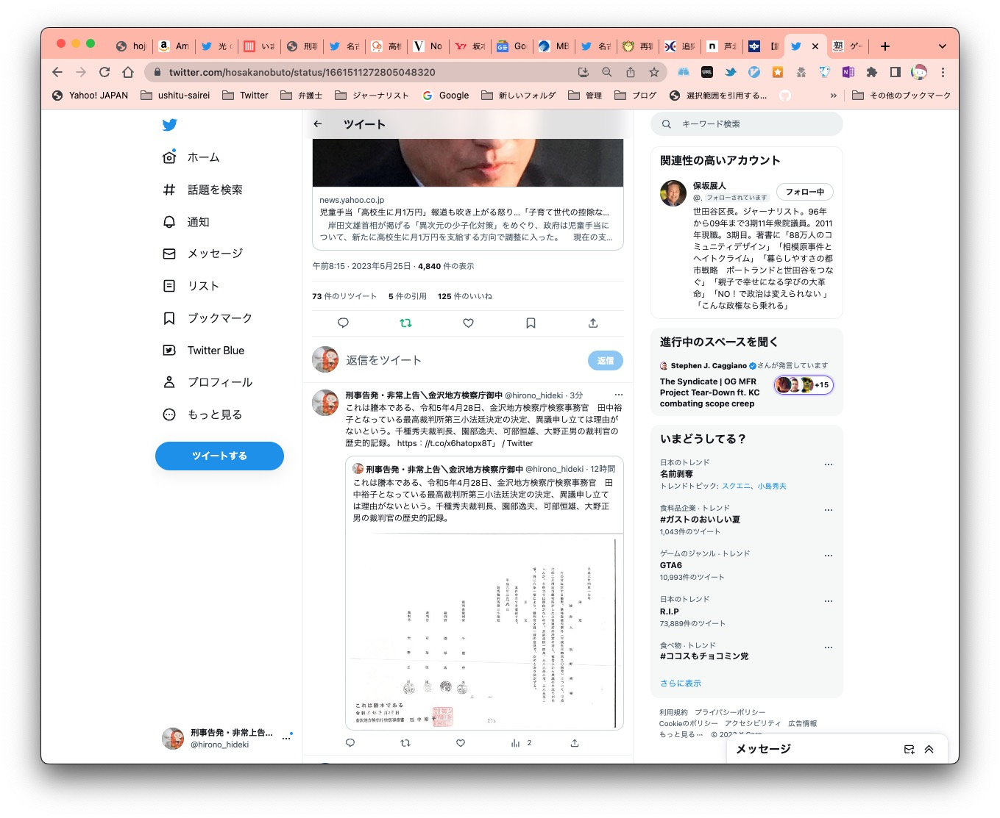 hoj
Am
光
いま
刑事
名古
高橋
No
坂本
Go
MB
名古
再審
追突
芦北
ゲー
twitter.com/hosakanobuto/status/1661511272805048320
Yahoo! JAPAN
ushitu-sairei
Twitter
弁護士
ジャーナリスト
Google
新しいフォルダ
管理
ブログ
選択範囲を引用する...
»
その他のブックマーク
ホーム
話題を検索
通知
メッセージ
リスト
ブックマーク
Twitter Blue
プロフィール
もっと見る
ツイートする
刑事告発・非常上告...
@hirono_hideki
ツイート
news.yahoo.co.jp
児童手当「高校生に月1万円」報道も吹き上がる怒り…「子育て世代の控除な...
岸田文雄首相が掲げる「異次元の少子化対策」をめぐり、政府は児童手当に
ついて、新たに高校生に月1万円を支給する方向で調整に入った。 現在の支...
午前8:15 · 2023年5月25日 · 4,840 件の表示
73 件のリツイート 5 件の引用 125 件のいいね
返信をツイート
返信
刑事告発・非常上告＼金沢地方検察庁御中 @hirono_hideki · 3分
これは謄本である、令和5年4月28日、金沢地方検察庁検察事務官 田中裕
子となっている最高裁判所第三小法廷決定の決定、異議申し立ては理由が
ないという。千種秀夫裁判長、園部逸夫、可部恒雄、大野正男の裁判官の
歴史的記録。 https：//t.co/x6hatopx8T」 / Twitter
刑事告発・非常上告＼金沢地方検察庁御中 @hirono_hideki · 12時間
これは謄本である、令和5年4月28日、金沢地方検察庁検察事務官 田
中裕子となっている最高裁判所第三小法廷決定の決定、異議申し立て
は理由がないという。千種秀夫裁判長、園部逸夫、可部恒雄、大野正
男の裁判官の歴史的記録。
これは謄本である
令和5年4月28日
金沢地方検察庁検察事務官 田中裕子
2
キーワード検索
関連性の高いアカウント
保坂展人
@. フォローされています
フォロー中
世田谷区長。ジャーナリスト。96年
から09年まで3期11年衆院議員。2011
年現職。3期目。著書に「88万人のコ
ミュニティデザイン」「相模原事件と
ヘイトクライム」「暮らしやすさの都
市戦略 ポートランドと世田谷をつな
ぐ」「親子で幸せになる学びの大革
命」「NO！で政治は変えられない 」
「こんな政権なら乗れる」
進行中のスペースを聞く
Stephen J. Caggiano さんが発言しています
The Syndicate | OG MFR
Project Tear-Down ft. KC
combating scope creep
+15
いまどうしてる？
日本のトレンド
名前剥奪
トレンドトピック: スクエニ、小島秀夫
食料品企業 · トレンド
#ガストのおいしい夏
1,043件のツイート
ゲームのジャンル · トレンド
GTA6
10,993件のツイート
日本のトレンド
R.I.P
73,889件のツイート
食べ物 · トレンド
#ココスもチョコミン党
さらに表示
利用規約 プライバシーポリシー
Cookieのポリシー アクセシビリティ 広告情報
もっと見る ··· © 2023 X Corp.
メッセージ